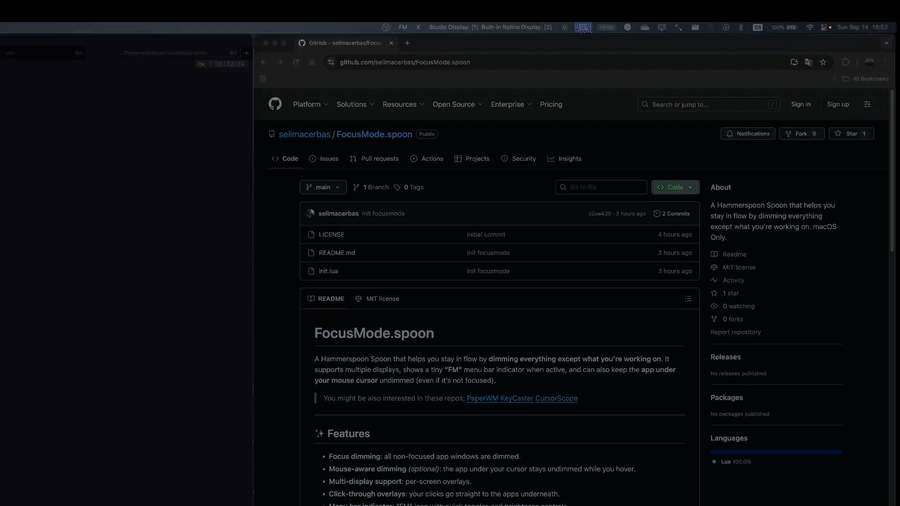 FM X Studio Display: [1] Built-in Retina Display: [2] 100% Sun Sep 14 18:52
GitHub - selimacerbas/Focus
github.com/selimacerbas/FocusMode.spoon
All Bookmarks
Platform Solutions Resources Open Source Enterprise Pricing Search or jump to... Sign in Sign up
selimacerbas / FocusMode.spoon Public Notifications Fork 0 Star 1
Code Issues Pull requests Actions Projects Security Insights
main 1 Branch 0 Tags Go to file Code
selimacerbas init focusmode 3 hours ago 2 Commits
LICENSE initial commit 4 hours ago
README.md init focusmode 3 hours ago
init.lua init focusmode 3 hours ago
README MIT license
FocusMode.spoon
A Hammerspoon Spoon that helps you stay in flow by dimming everything except what you're working on. It
supports multiple displays, shows a tiny "FM" menu bar indicator when active, and can also keep the app under
your mouse cursor undimmed (even if it's not focused).
You might be also interested in these repos; PaperWM KeyCaster CursorScope
✨ Features
• Focus dimming: all non-focused app windows are dimmed.
• Mouse-aware dimming (optional): the app under your cursor stays undimmed while you hover.
• Multi-display support: per-screen overlays.
• Click-through overlays: your clicks go straight to the apps underneath.
About
A Hammerspoon Spoon that helps you
stay in flow by dimming everything
except what you're working on. macOS
Only.
Readme
MIT license
Activity
1 star
0 watching
0 forks
Report repository
Releases
No releases published
Packages
No packages published
Languages
Lua 100.0%